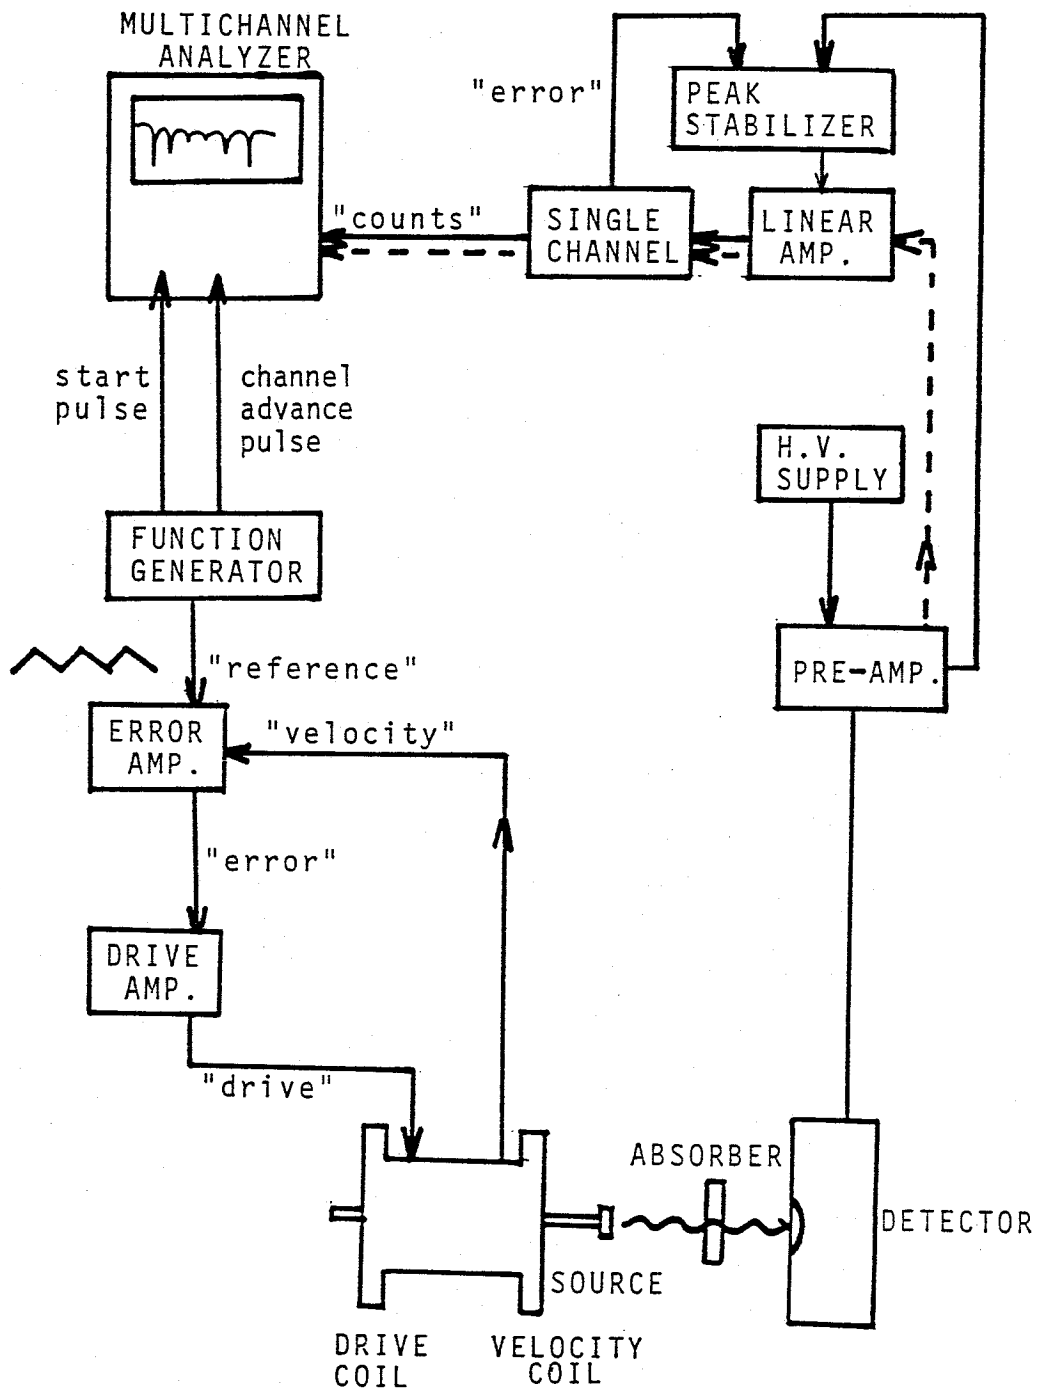 MULTICHANNEL
ANALYZER
"error"
PEAK
STABILIZER
"counts"
SINGLE
CHANNEL
LINEAR
AMP.
start
pulse
channel
advance
pulse
H.V.
SUPPLY
FUNCTION
GENERATOR
"reference"
PRE-AMP.
ERROR
AMP.
"velocity"
"error"
DRIVE
AMP.
"drive"
ABSORBER
DETECTOR
SOURCE
DRIVE
COIL
VELOCITY
COIL